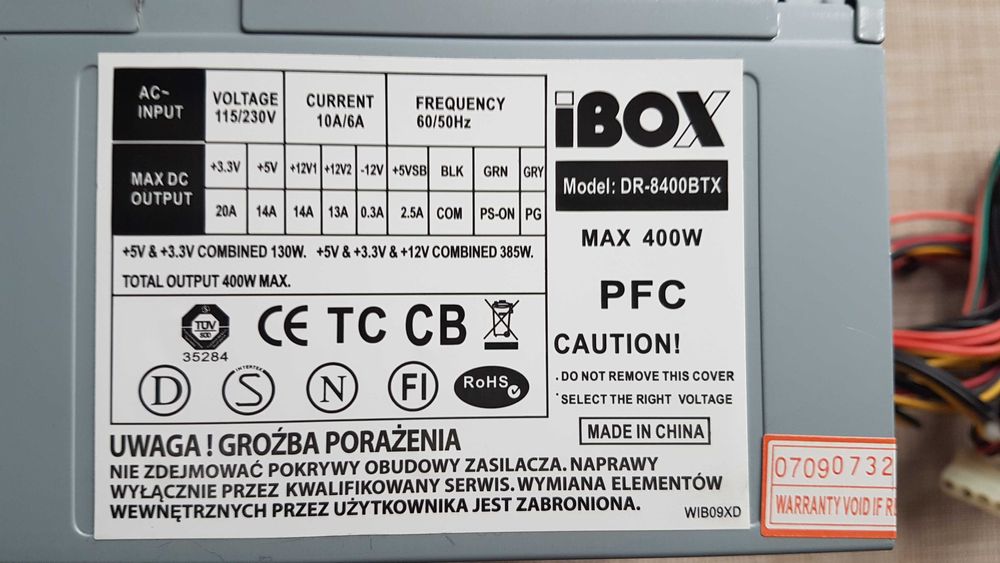 AC~
INPUT
VOLTAGE
115/230V
CURRENT
10A/6A
FREQUENCY
60/50Hz
MAX DC
OUTPUT
+3.3V +5V +12V1 +12V2 -12V +5VSB BLK GRN GRY
20A 14A 14A 13A 0.3A 2.5A COM PS-ON PG
+5V & +3.3V COMBINED 130W. +5V & +3.3V & +12V COMBINED 385W.
TOTAL OUTPUT 400W MAX.
TÜV
35284
CE TC CB
D
INTERTEK
S
N
FI
RoHS
UWAGA ! GROŹBA PORAŻENIA
NIE ZDEJMOWAĆ POKRYWY OBUDOWY ZASILACZA. NAPRAWY
WYŁĄCZNIE PRZEZ KWALIFIKOWANY SERWIS. WYMIANA ELEMENTÓW
WEWNĘTRZNYCH PRZEZ UŻYTKOWNIKA JEST ZABRONIONA.
iBOX
Model: DR-8400BTX
MAX 400W
PFC
CAUTION!
. DO NOT REMOVE THIS COVER
. SELECT THE RIGHT VOLTAGE
MADE IN CHINA
WIB09XD
07090732
WARRANTY VOID IF